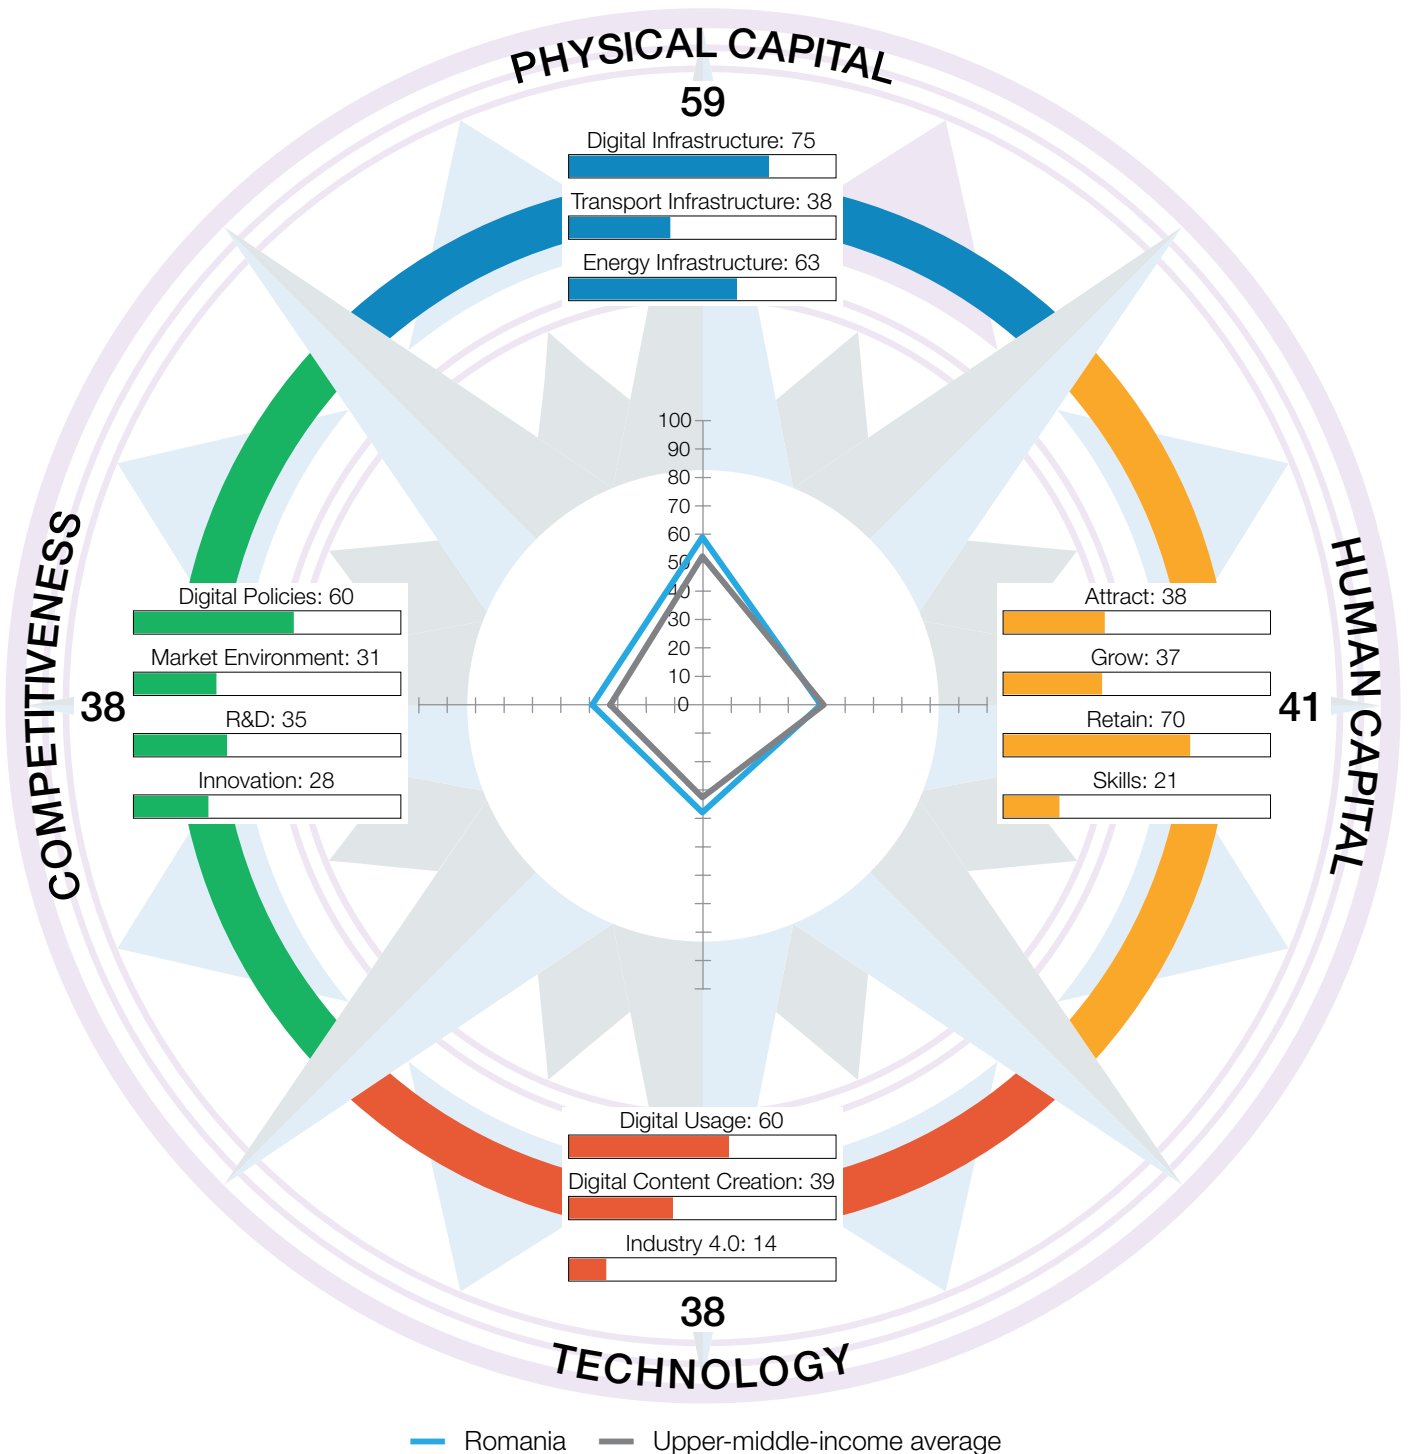 PHYSICAL CAPITAL
59
Digital Infrastructure: 75
Transport Infrastructure: 38
Energy Infrastructure: 63
100
90
80
70
60
50
40
30
20
10
0
COMPETITIVENESS
38
Digital Policies: 60
Market Environment: 31
R&D: 35
Innovation: 28
HUMAN CAPITAL
41
Attract: 38
Grow: 37
Retain: 70
Skills: 21
Digital Usage: 60
Digital Content Creation: 39
Industry 4.0: 14
38
TECHNOLOGY
Romania
Upper-middle-income average